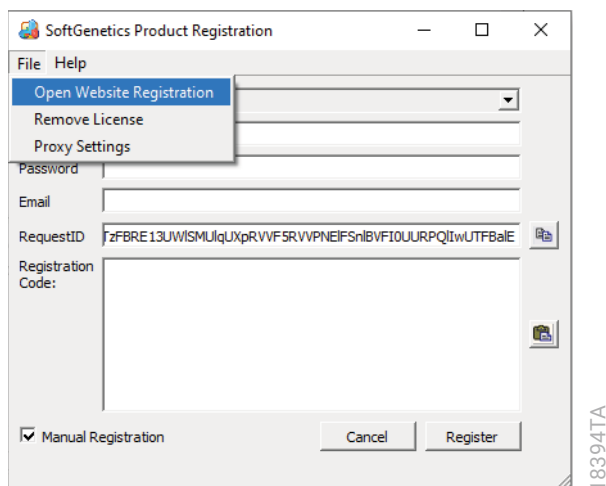 SoftGenetics Product Registration
File Help
Open Website Registration
Remove License
Proxy Settings
Password
Email
RequestID
Registration
Code:
Manual Registration
Cancel Register
18394TA